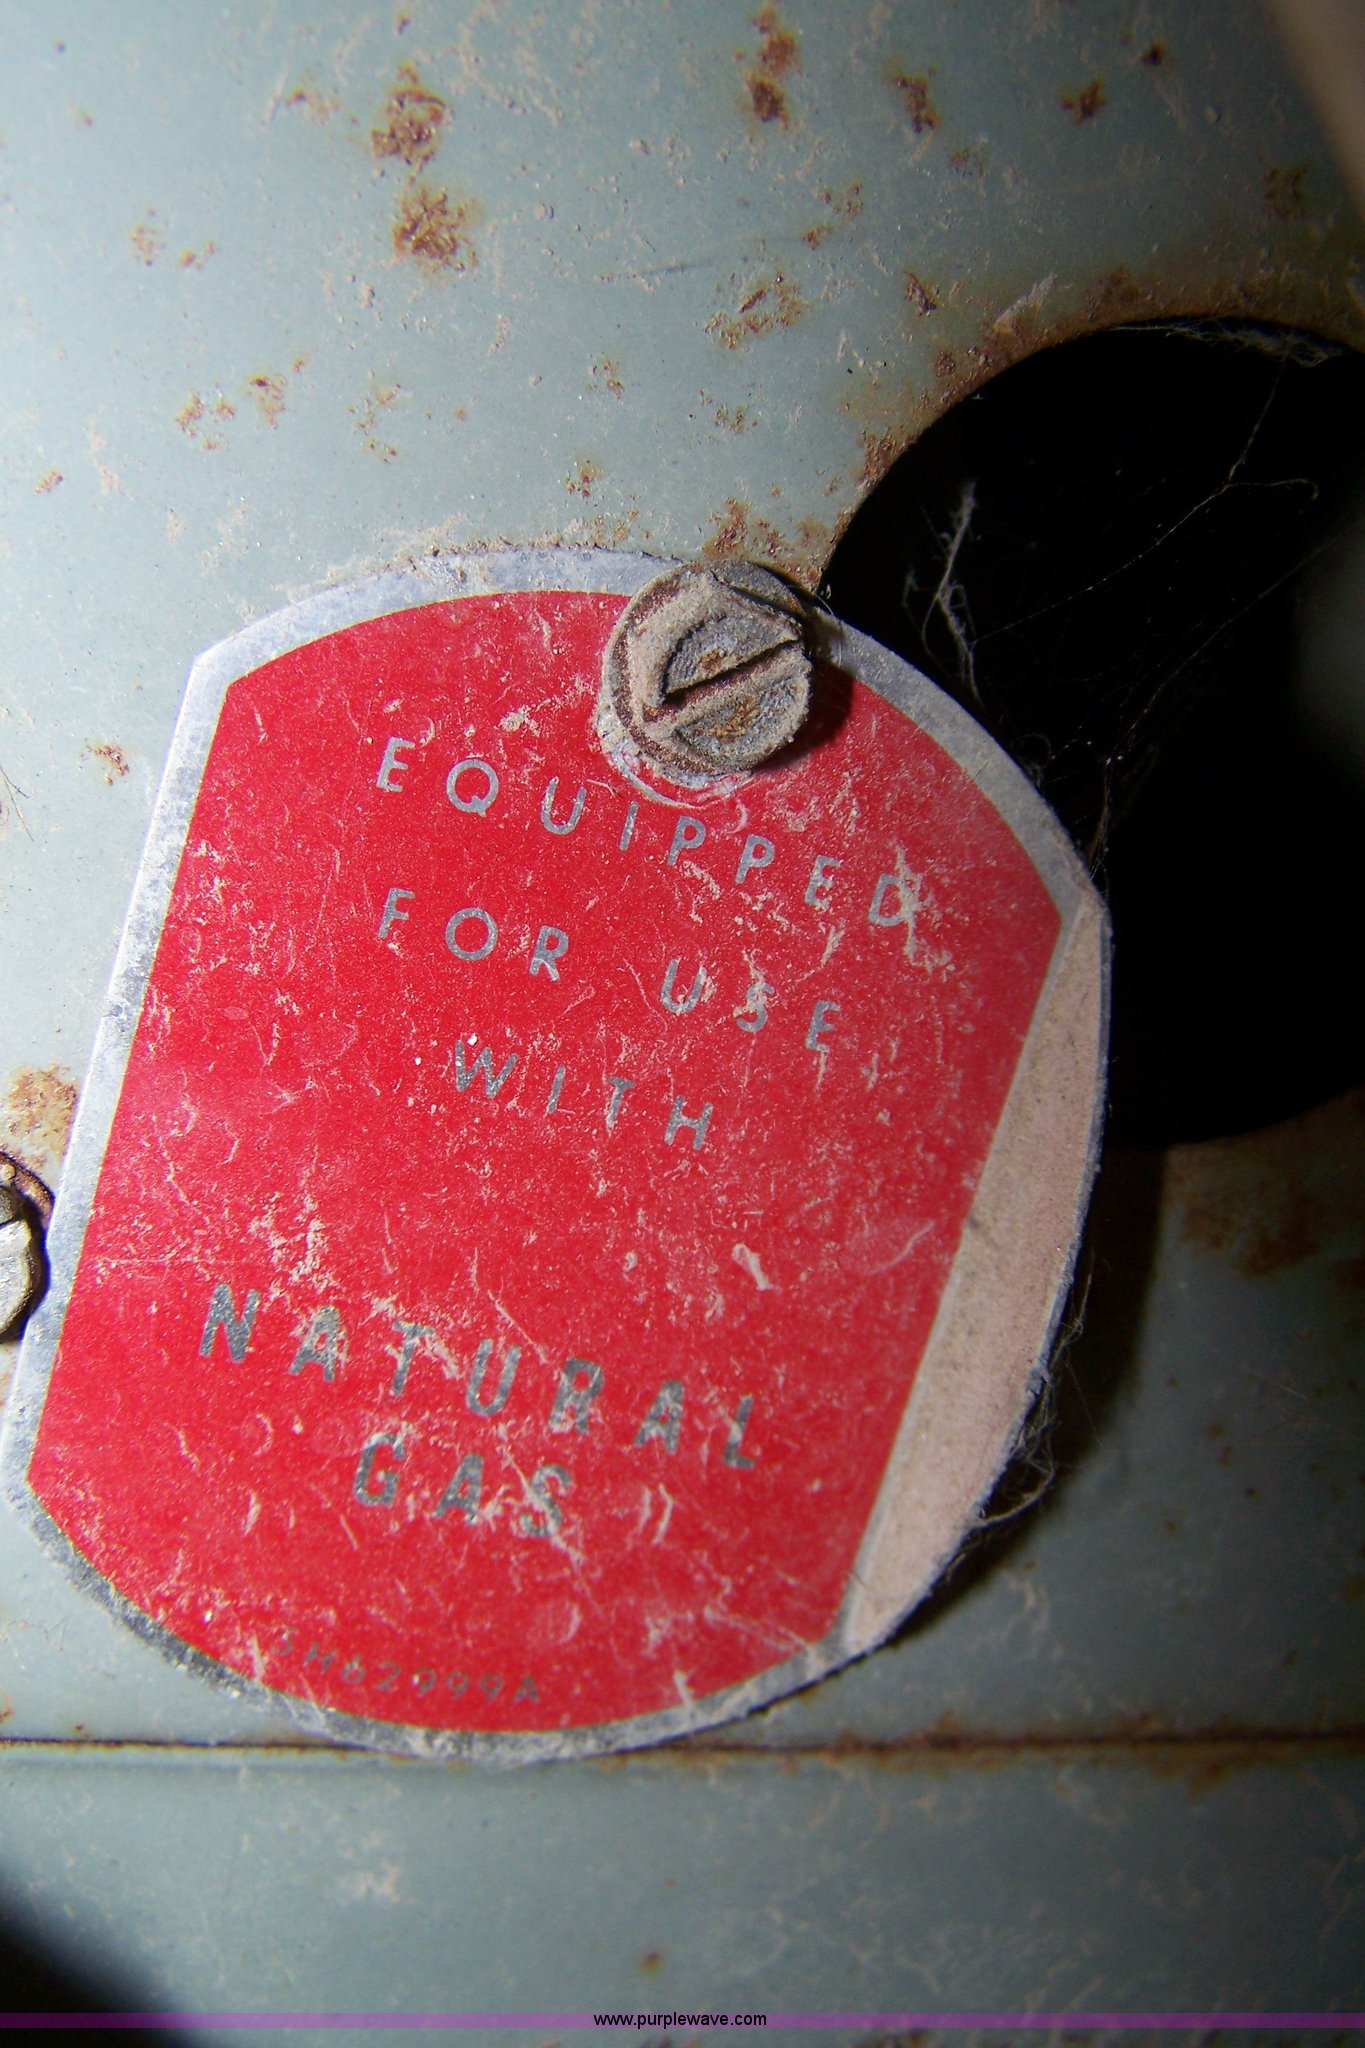 EQUIPPED
FOR USE
WITH
NATURAL
GAS
www.purplewave.com